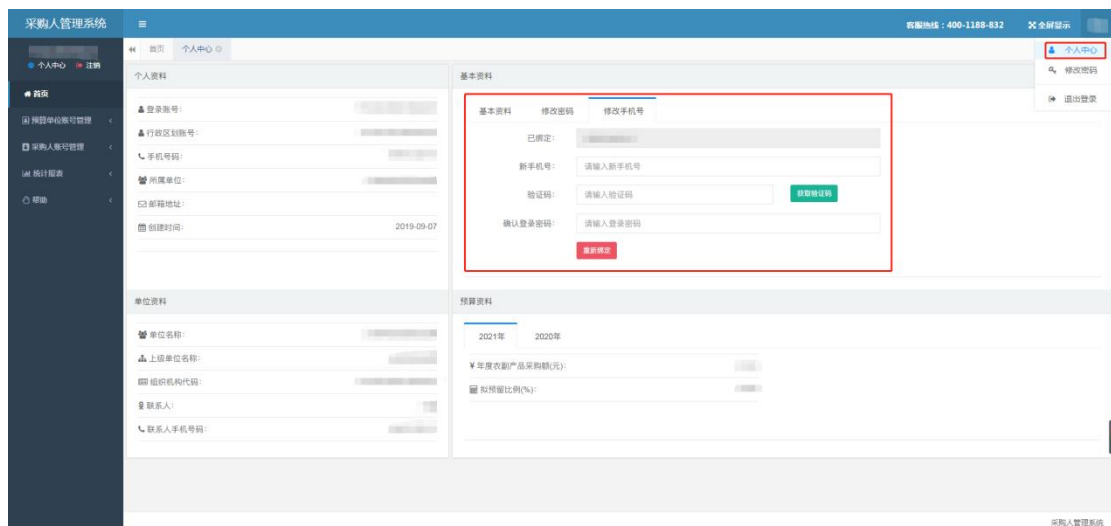 采购人管理系统
客服热线：400-1188-832 全屏显示
个人中心 注销
首页 个人中心
个人中心
修改密码
退出登录
首页
预算单位账号管理
采购人账号管理
统计报表
帮助
个人资料
登录账号:
行政区划账号:
手机号码:
所属单位:
邮箱地址:
创建时间: 2019-09-07
基本资料
基本资料 修改密码 修改手机号
已绑定:
新手机号: 请输入新手机号
验证码: 请输入验证码 获取验证码
确认登录密码: 请输入登录密码
重新绑定
单位资料
单位名称:
上级单位名称:
组织机构代码:
联系人:
联系人手机号码:
预算资料
2021年 2020年
¥ 年度农副产品采购额(元):
拟预留比例(%):
采购人管理系统